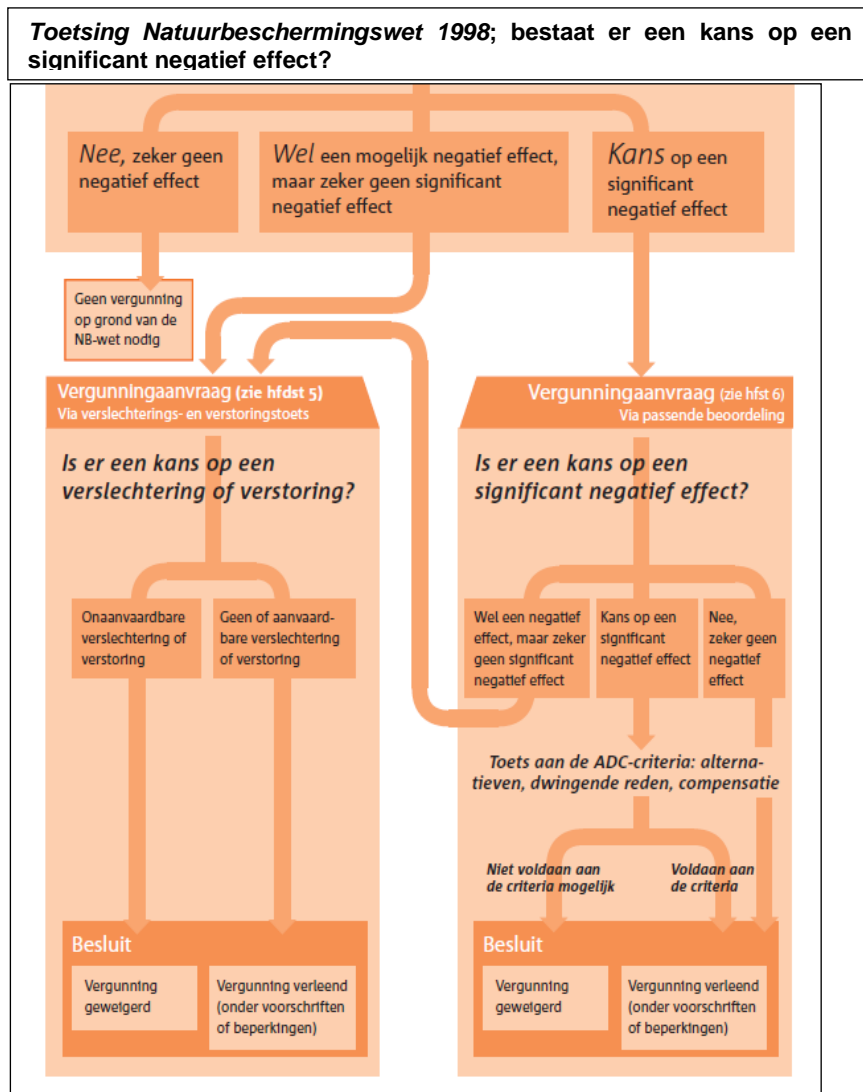 Toetsing Natuurbeschermingswet 1998; bestaat er een kans op een
significant negatief effect?
Nee, zeker geen
negatief effect
Wel een mogelijk negatief effect,
maar zeker geen significant
negatief effect
Kans op een
significant
negatief effect
Geen vergunning
op grond van de
NB-wet nodig
Vergunningaanvraag (zie hfdst 5)
Via verslechterings- en verstoringstoets
Is er een kans op een
verslechtering of verstoring?
Onaanvaardbare
verslechtering of
verstoring
Geen of aanvaard-
bare verslechtering
of verstoring
Besluit
Vergunning
geweigerd
Vergunning verleend
(onder voorschriften
of beperkingen)
Vergunningaanvraag (zie hfst 6)
Via passende beoordeling
Is er een kans op een
significant negatief effect?
Wel een negatief
effect, maar zeker
geen significant
negatief effect
Kans op een
significant
negatief effect
Nee,
zeker geen
negatief
effect
Toets aan de ADC-criteria: alterna-
tieven, dwingende reden, compensatie
Niet voldaan aan
de criteria mogelijk
Voldaan aan
de criteria
Besluit
Vergunning
geweigerd
Vergunning verleend
(onder voorschriften
of beperkingen)